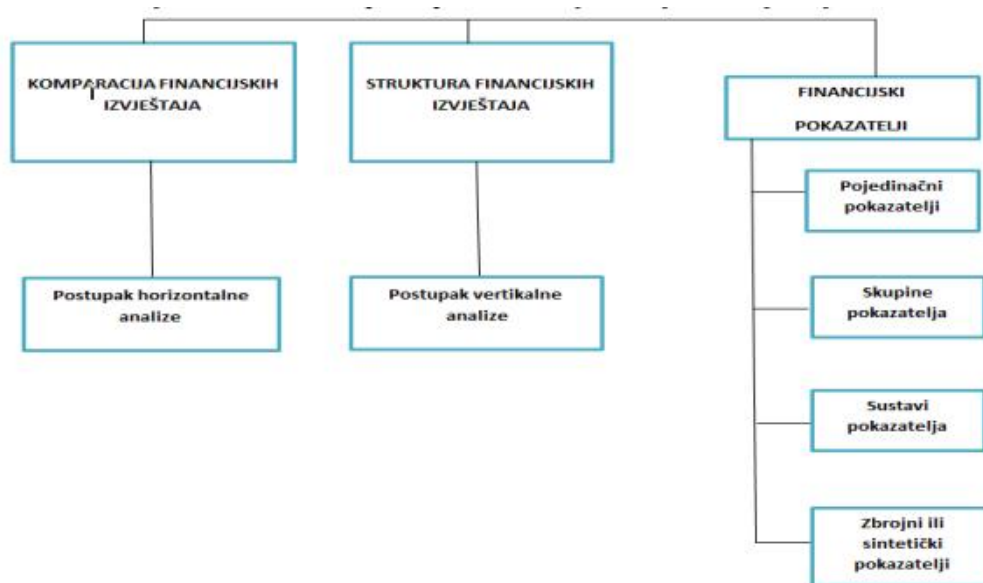 KOMPARACIJA FINANCIJSKIH
IZVJEŠTAJA
STRUKTURA FINANCIJSKIH
IZVJEŠTAJA
FINANCIJSKI
POKAZATELJI
Pojedinačni
pokazatelji
Postupak horizontalne
analize
Postupak vertikalne
analize
Skupine
pokazatelja
Sustavi
pokazatelja
Zbrojni ili
sintetički
pokazatelji